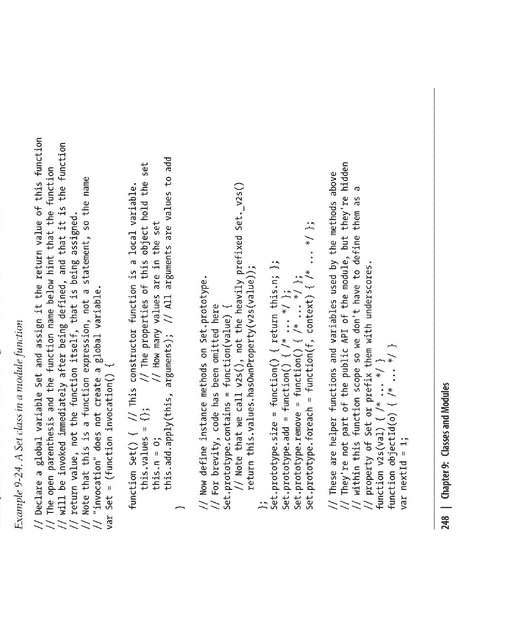 Example 9-24. A Set class in a module function
// Declare a global variable Set and assign it the return value of this function
// The open parenthesis and the function name below hint that the function
// will be invoked immediately after being defined, and that it is the function
// return value, not the function itself, that is being assigned.
// Note that this is a function expression, not a statement, so the name
// "invocation" does not create a global variable.
var Set = (function invocation() {
function Set() {  // This constructor function is a local variable.
this.values = {};     // The properties of this object hold the set
this.n = 0;           // How many values are in the set
this.add.apply(this, arguments);  // All arguments are values to add
}
// Now define instance methods on Set.prototype.
// For brevity, code has been omitted here
Set.prototype.contains = function(value) {
// Note that we call v2s(), not the heavily prefixed Set._v2s()
return this.values.hasOwnProperty(v2s(value));
};
Set.prototype.size = function() { return this.n; };
Set.prototype.add = function() { /* ... */ };
Set.prototype.remove = function() { /* ... */ };
Set.prototype.foreach = function(f, context) { /* ... */ };
// These are helper functions and variables used by the methods above
// They're not part of the public API of the module, but they're hidden
// within this function scope so we don't have to define them as a
// property of Set or prefix them with underscores.
function v2s(val) { /* ... */ }
function objectId(o) { /* ... */ }
var nextId = 1;
248 | Chapter 9: Classes and Modules